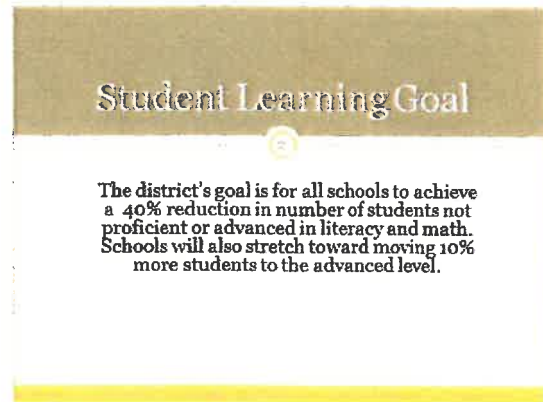 Student Learning Goal
2
The district's goal is for all schools to achieve
a 40% reduction in number of students not
proficient or advanced in literacy and math.
Schools will also stretch toward moving 10%
more students to the advanced level.